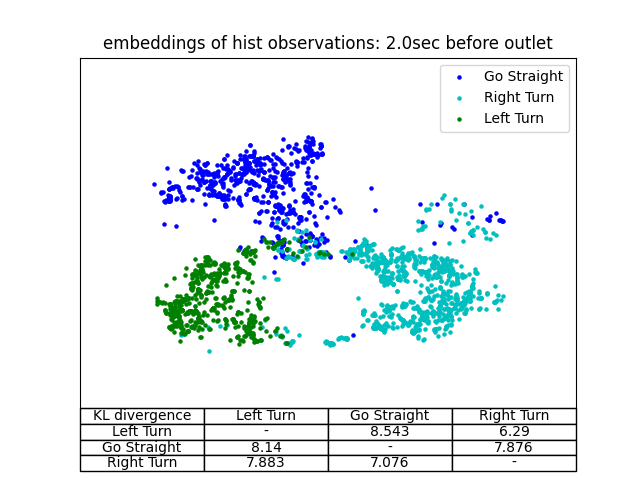 embeddings of hist observations: 2.0sec before outlet
Go Straight
Right Turn
Left Turn
KL divergence Left Turn Go Straight Right Turn
Left Turn - 8.543 6.29
Go Straight 8.14 - 7.876
Right Turn 7.883 7.076 -